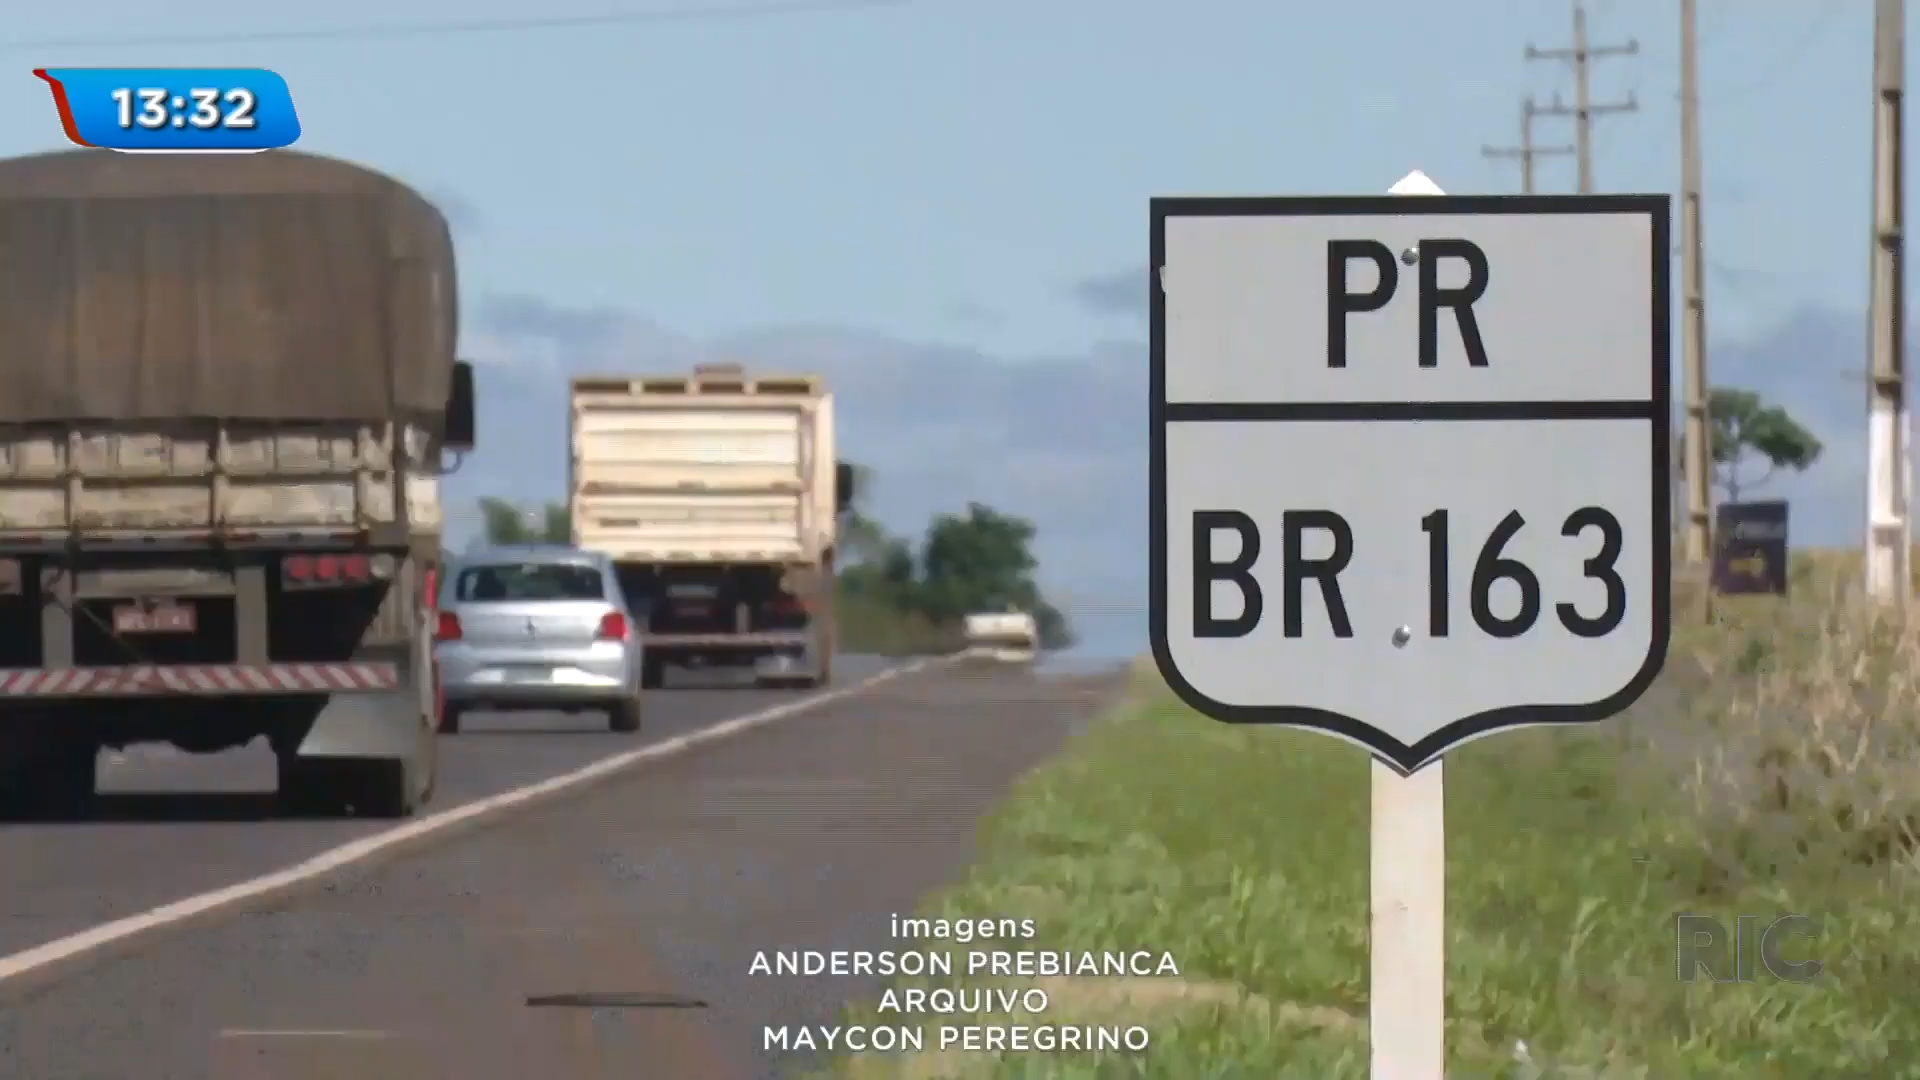 13:32
PR
BR 163
imagens
ANDERSON PREBIANCA
ARQUIVO
MAYCON PEREGRINO
RIC